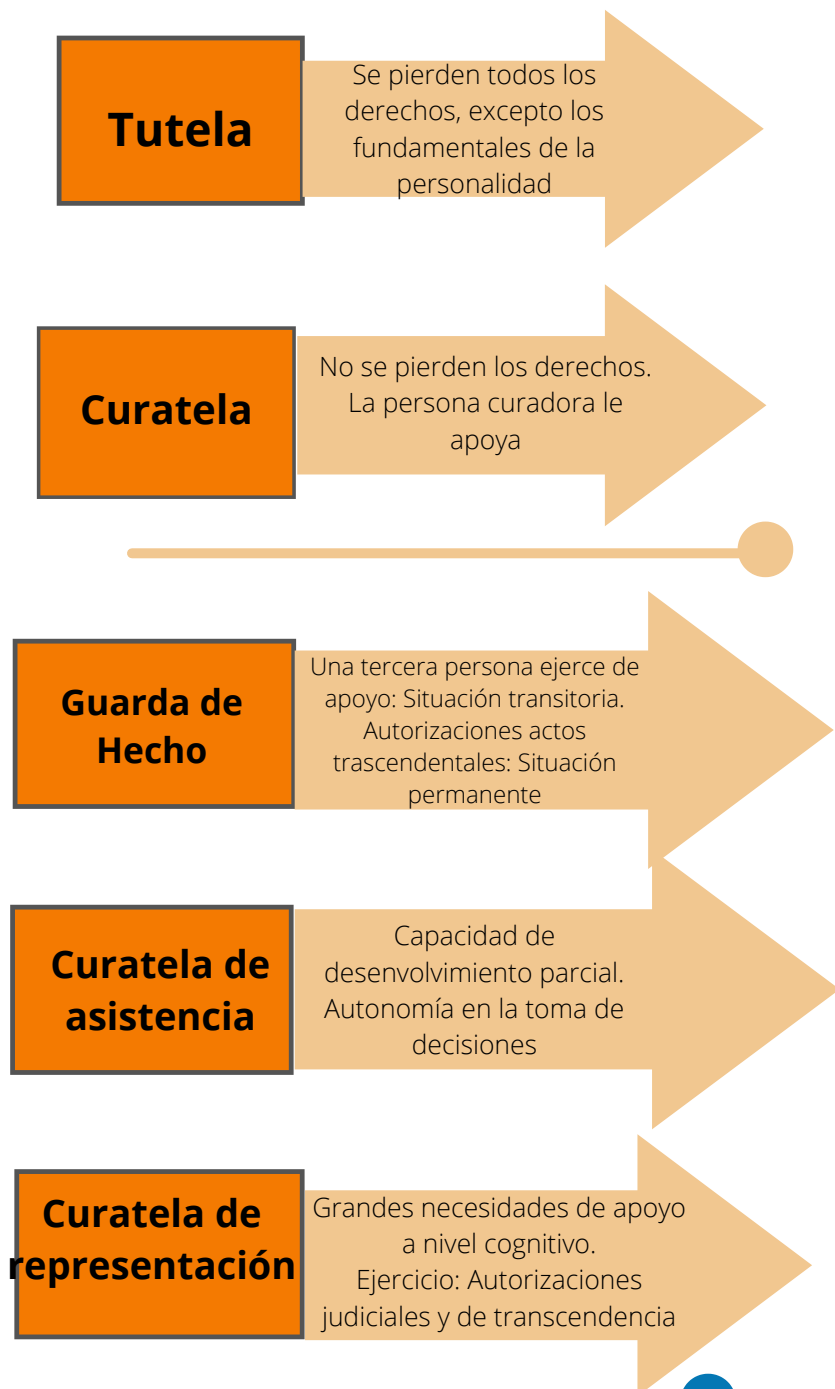 Tutela
Se pierden todos los
derechos, excepto los
fundamentales de la
personalidad
Curatela
No se pierden los derechos.
La persona curadora le
apoya
Guarda de
Hecho
Una tercera persona ejerce de
apoyo: Situación transitoria.
Autorizaciones actos
trascendentales: Situación
permanente
Curatela de
asistencia
Capacidad de
desenvolvimiento parcial.
Autonomía en la toma de
decisiones
Curatela de
representación
Grandes necesidades de apoyo
a nivel cognitivo.
Ejercicio: Autorizaciones
judiciales y de transcendencia